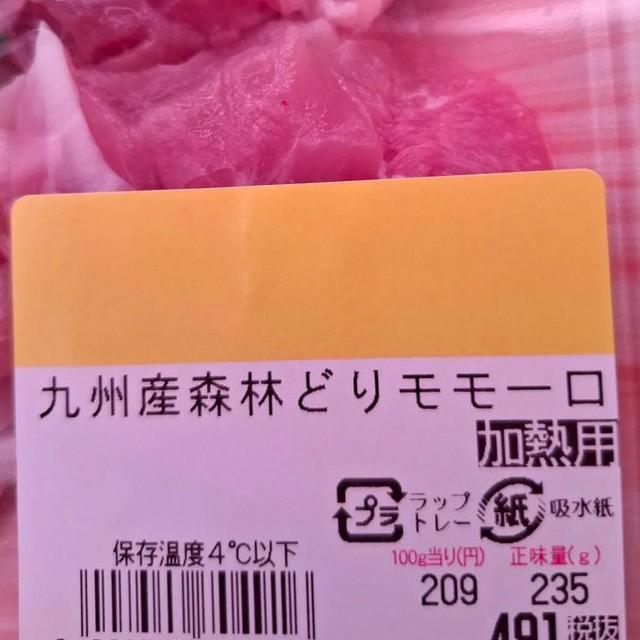 九州産森林どりモモ一口
加熱用
プラ ラップ
トレー
紙 吸水紙
保存温度4℃以下
100g当り(円) 正味量(g)
209 235
491 税抜